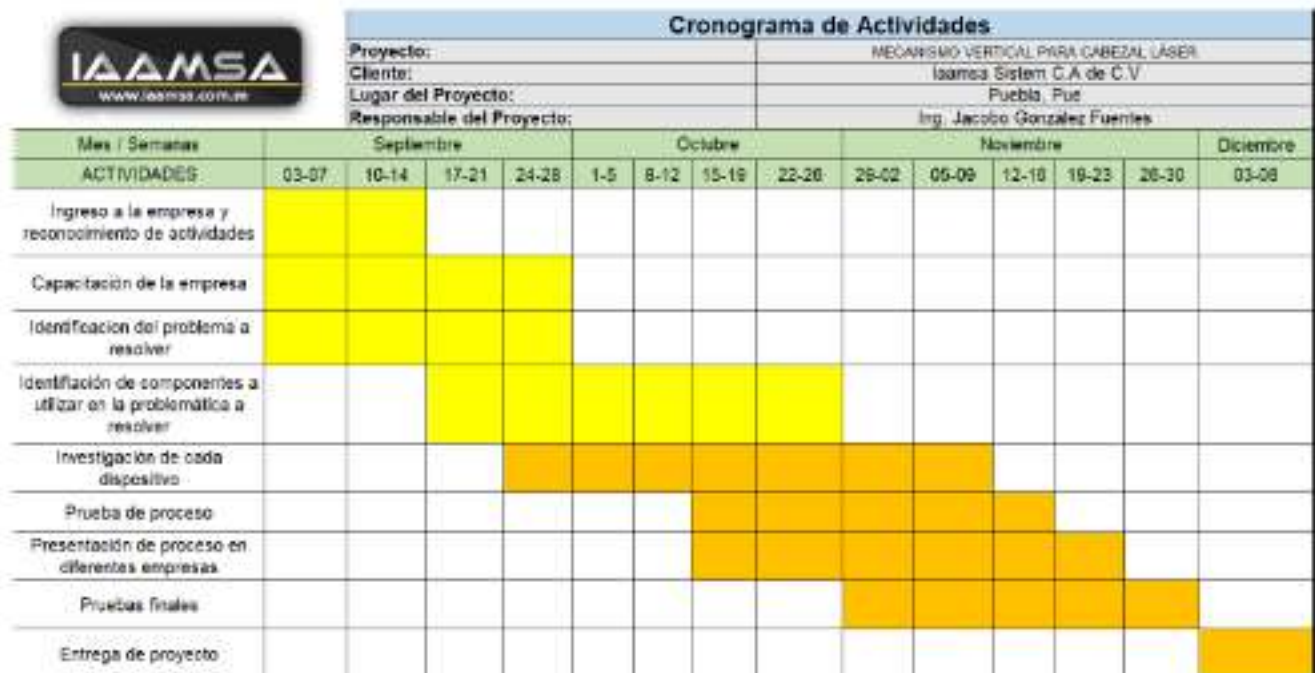 IAAMSA
Cronograma de Actividades
Proyecto: MECANISMO VERTICAL PARA CABEZAL LÁSER
Cliente: Iaamsa Sistem C.A de C.V
Lugar del Proyecto: Puebla, Pue
Responsable del Proyecto: Ing. Jacobo González Fuentes
Mes / Semanas Septiembre Octubre Noviembre Diciembre
ACTIVIDADES 03-07 10-14 17-21 24-28 1-5 8-12 15-19 22-26 29-02 05-09 12-16 19-23 26-30 03-08
Ingreso a la empresa y
reconocimiento de actividades
Capacitación de la empresa
Identificacion del problema a
resolver
Identifiación de componentes a
utilizar en la problemática a
resolver
Investigación de cada
dispositivo
Prueba de proceso
Presentación de proceso en
diferentes empresas
Pruebas finales
Entrega de proyecto